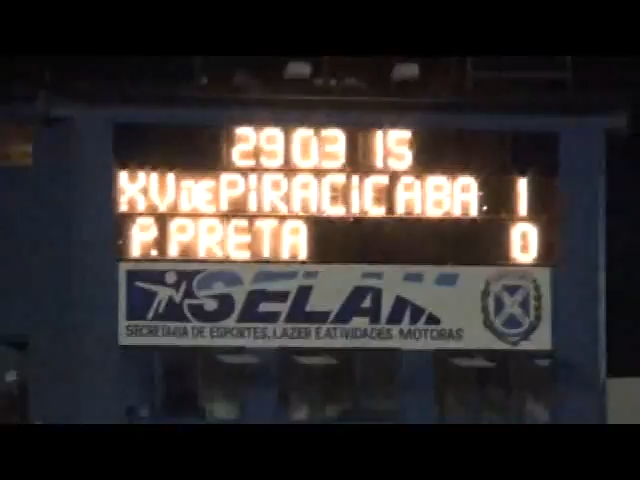 29 03 15
XV DE PIRACICABA 1
P. PRETA 0
SELAM
SECRETARIA DE ESPORTES, LAZER E ATIVIDADES MOTORAS